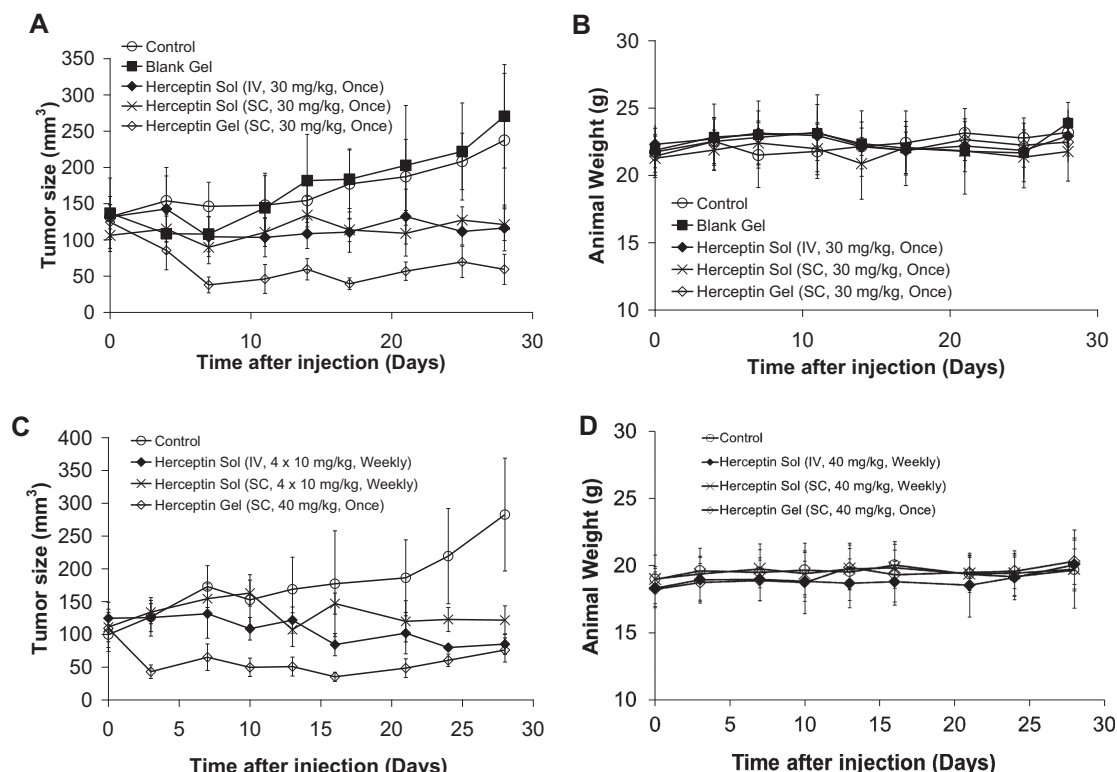 A
Tumor size (mm³)
350
300
250
200
150
100
50
0
Control
Blank Gel
Herceptin Sol (IV, 30 mg/kg, Once)
Herceptin Sol (SC, 30 mg/kg, Once)
Herceptin Gel (SC, 30 mg/kg, Once)
0 10 20 30
Time after injection (Days)
B
Animal Weight (g)
30
25
20
15
10
Control
Blank Gel
Herceptin Sol (IV, 30 mg/kg, Once)
Herceptin Sol (SC, 30 mg/kg, Once)
Herceptin Gel (SC, 30 mg/kg, Once)
0 10 20 30
Time after injection (Days)
C
Tumor size (mm³)
400
350
300
250
200
150
100
50
0
Control
Herceptin Sol (IV, 4 x 10 mg/kg, Weekly)
Herceptin Sol (SC, 4 x 10 mg/kg, Weekly)
Herceptin Gel (SC, 40 mg/kg, Once)
0 5 10 15 20 25 30
Time after injection (Days)
D
Animal Weight (g)
30
25
20
15
10
Control
Herceptin Sol (IV, 40 mg/kg, Weekly)
Herceptin Sol (SC, 40 mg/kg, Weekly)
Herceptin Gel (SC, 40 mg/kg, Once)
0 5 10 15 20 25 30
Time after injection (Days)